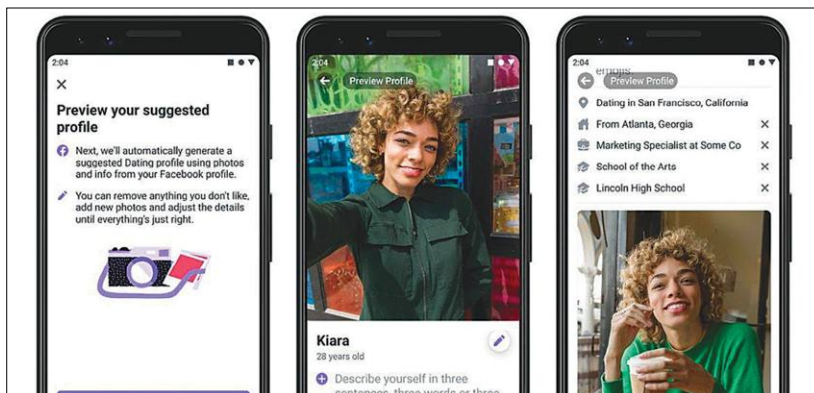 2:04
Preview your suggested
profile
Next, we'll automatically generate a
suggested Dating profile using photos
and info from your Facebook profile.
You can remove anything you don't like,
add new photos and adjust the details
until everything's just right.
2:04
Preview Profile
Kiara
28 years old
Describe yourself in three
sentences, three words or three
2:04
emojis.
Preview Profile
Dating in San Francisco, California
From Atlanta, Georgia
Marketing Specialist at Some Co
School of the Arts
Lincoln High School